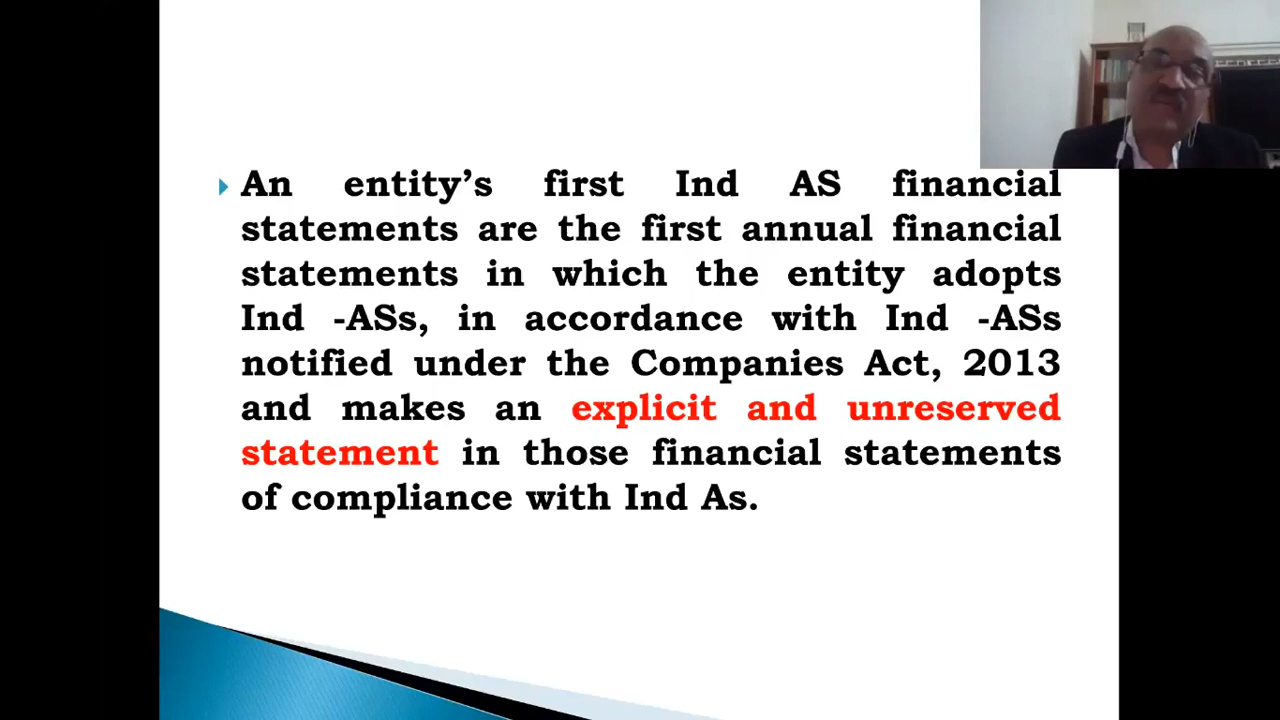 An entity’s first Ind AS financial
statements are the first annual financial
statements in which the entity adopts
Ind -ASs, in accordance with Ind -ASs
notified under the Companies Act, 2013
and makes an explicit and unreserved
statement in those financial statements
of compliance with Ind As.